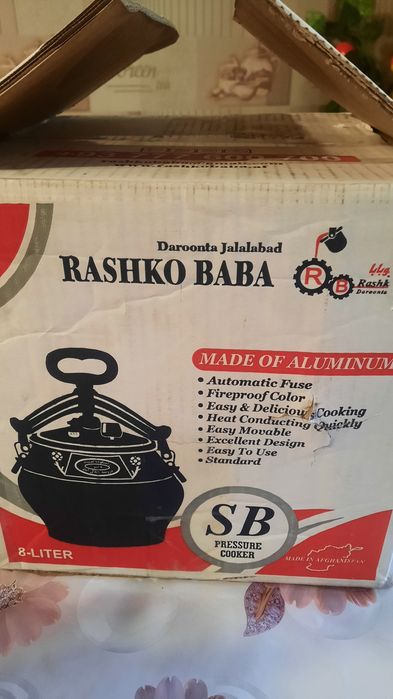 Daroonta Jalalabad
RASHKO BABA
R B
Rashk
Daroonta
MADE OF ALUMINUM
• Automatic Fuse
• Fireproof Color
• Easy & Delicious Cooking
• Heat Conducting Quickly
• Easy Movable
• Excellent Design
• Easy To Use
• Standard
SB
PRESSURE
COOKER
8-LITER
MADE IN AFGHANISTAN